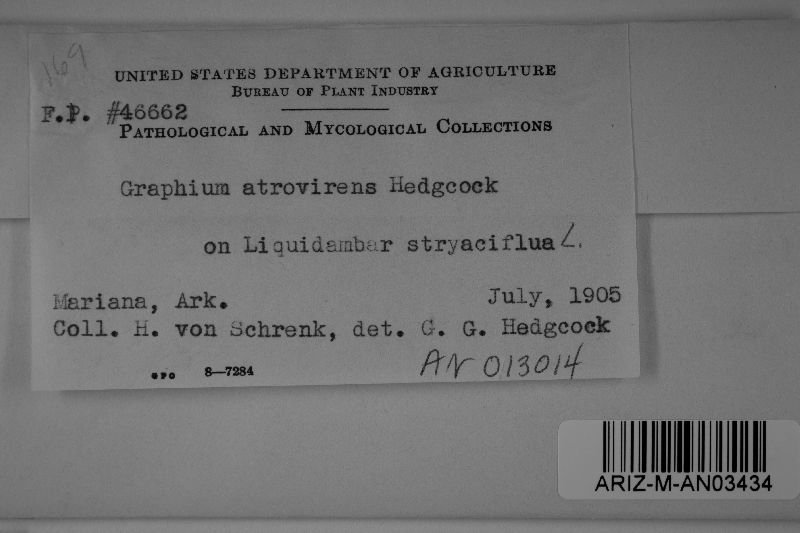 169
UNITED STATES DEPARTMENT OF AGRICULTURE
BUREAU OF PLANT INDUSTRY
F.P. #46662
PATHOLOGICAL AND MYCOLOGICAL COLLECTIONS
Graphium atrovirens Hedgcock
on Liquidambar stryaciflua L.
Mariana, Ark. July, 1905
Coll. H. von Schrenk, det. G. G. Hedgcock
GPO 8—7284
AN 013014
ARIZ-M-AN03434